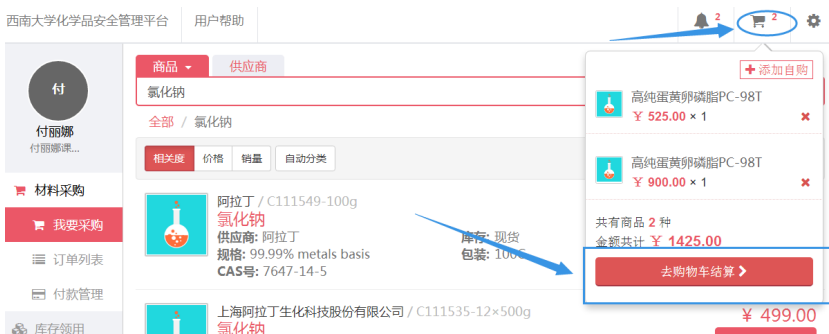 西南大学化学品安全管理平台
用户帮助
2
2
商品
供应商
添加自购
氯化钠
全部 / 氯化钠
付
付丽娜
付丽娜课...
高纯蛋黄卵磷脂PC-98T
￥ 525.00 × 1
相关度
价格
销量
自动分类
高纯蛋黄卵磷脂PC-98T
￥ 900.00 × 1
材料采购
我要采购
订单列表
付款管理
库存领用
阿拉丁 / C111549-100g
氯化钠
供应商: 阿拉丁
库存: 现货
规格: 99.99% metals basis
包装: 100G
CAS号: 7647-14-5
共有商品 2 种
金额共计 ￥ 1425.00
去购物车结算
上海阿拉丁生化科技股份有限公司 / C111535-12×500g
氯化钠
￥ 499.00